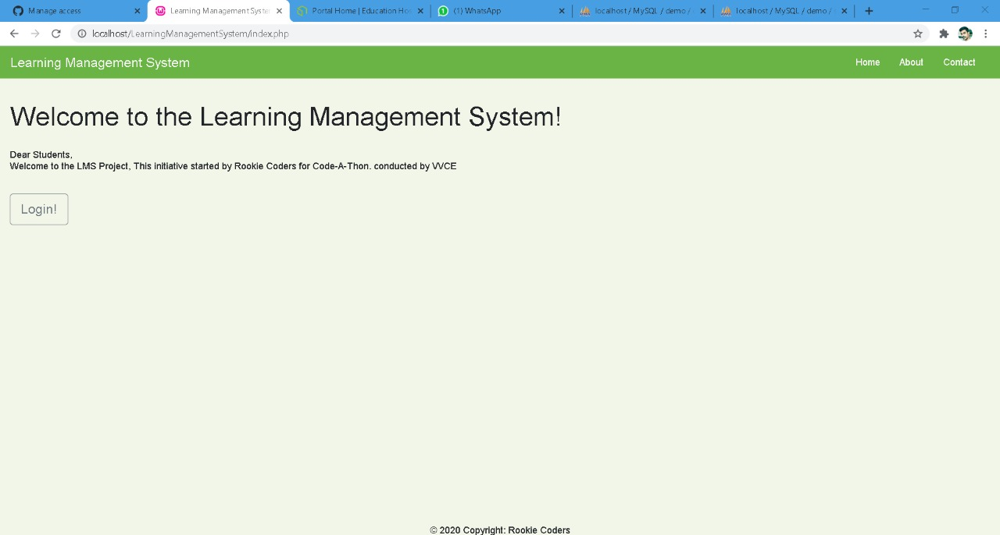 Manage access
Learning Management Syste
Portal Home | Education Hos
1 (1) WhatsApp
localhost / MySQL / demo /
localhost / MySQL / demo /
localhost/LearningManagementSystem/index.php
Learning Management System
Home About Contact
Welcome to the Learning Management System!
Dear Students,
Welcome to the LMS Project, This initiative started by Rookie Coders for Code-A-Thon. conducted by VVCE
Login!
© 2020 Copyright: Rookie Coders